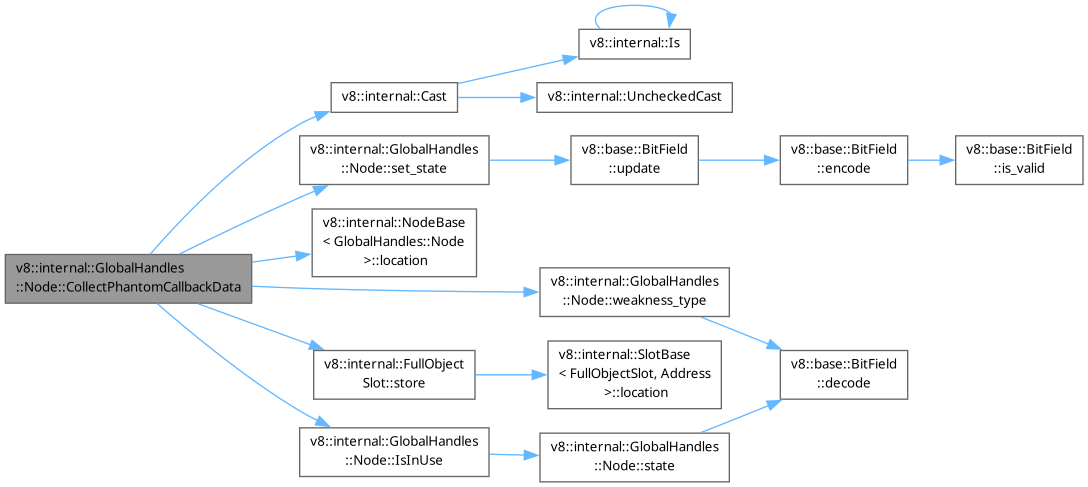 v8::internal::Is
v8::internal::Cast
v8::internal::UncheckedCast
v8::internal::GlobalHandles
::Node::set_state
v8::base::BitField
::update
v8::base::BitField
::encode
v8::base::BitField
::is_valid
v8::internal::NodeBase
< GlobalHandles::Node
>::location
v8::internal::GlobalHandles
::Node::CollectPhantomCallbackData
v8::internal::GlobalHandles
::Node::weakness_type
v8::internal::FullObject
Slot::store
v8::internal::SlotBase
< FullObjectSlot, Address
>::location
v8::base::BitField
::decode
v8::internal::GlobalHandles
::Node::IsInUse
v8::internal::GlobalHandles
::Node::state